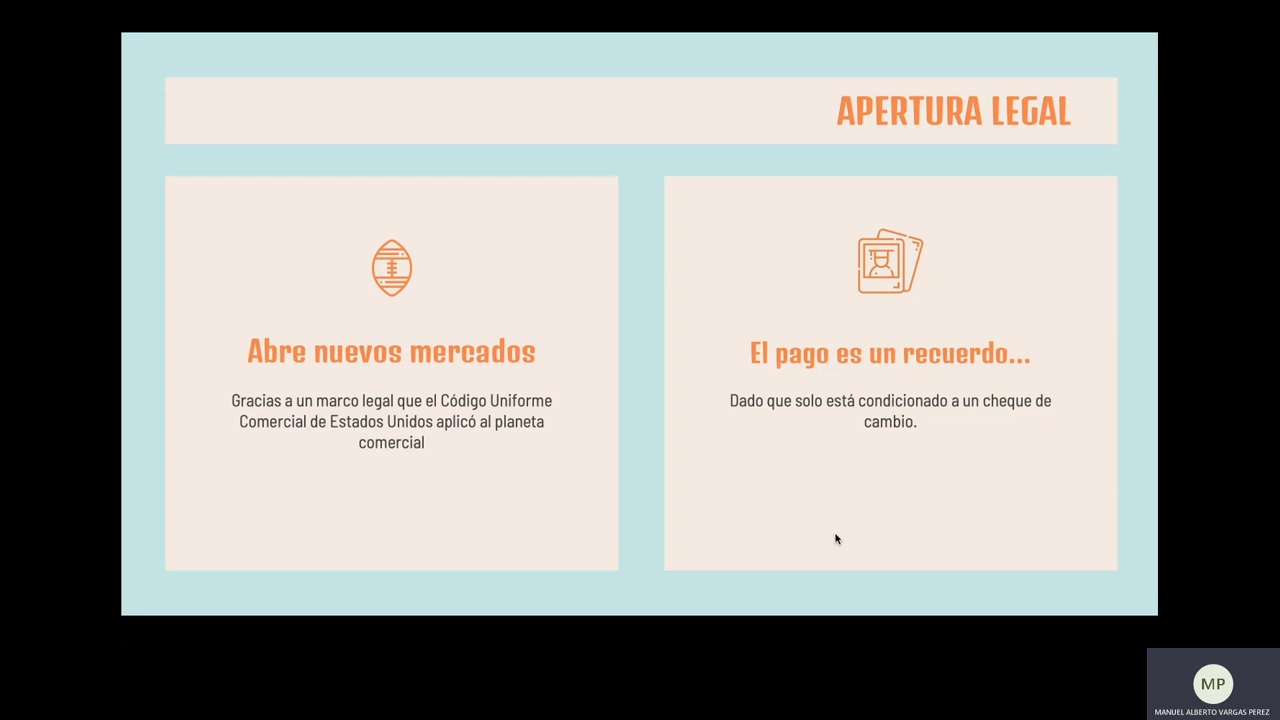 APERTURA LEGAL
Abre nuevos mercados
Gracias a un marco legal que el Código Uniforme
Comercial de Estados Unidos aplicó al planeta
comercial
El pago es un recuerdo...
Dado que solo está condicionado a un cheque de
cambio.
MP
MANUEL ALBERTO VARGAS PEREZ